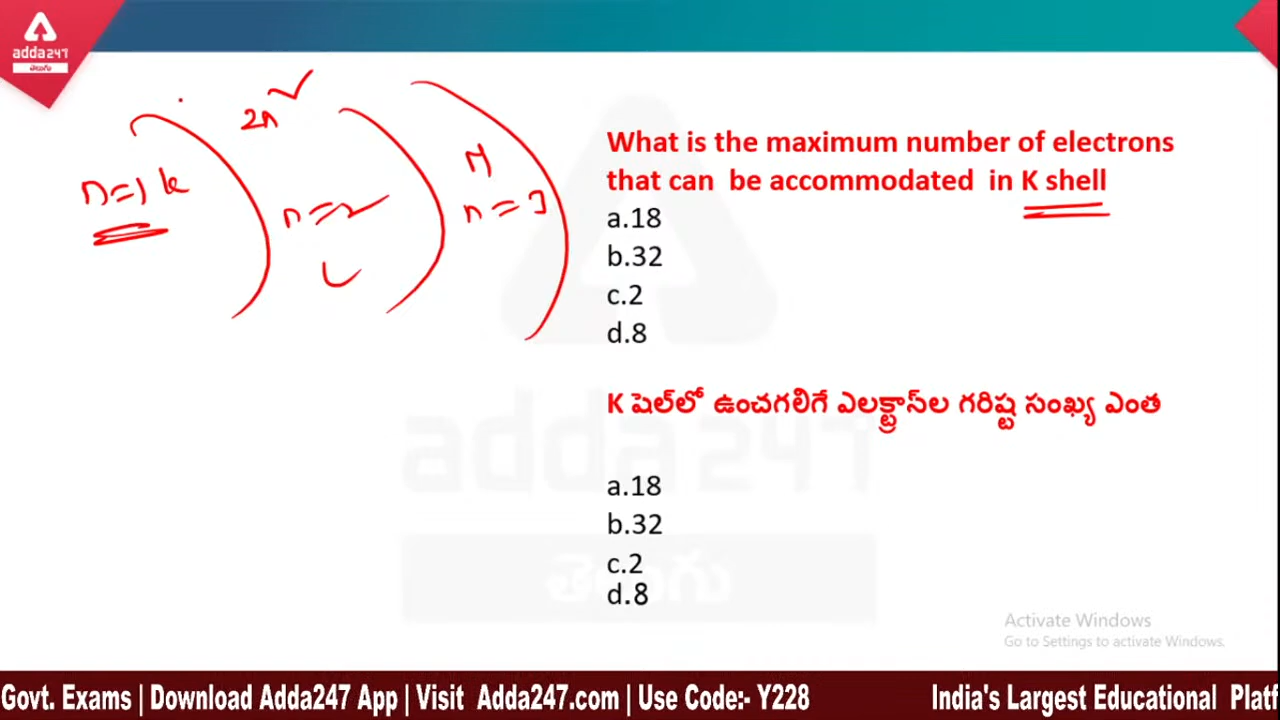 adda247
తెలుగు
2n²
n=1 K
n=2
L
M
n=3
What is the maximum number of electrons
that can be accommodated in K shell
a.18
b.32
c.2
d.8
K షెల్‌లో ఉంచగలిగే ఎలక్ట్రాన్‌ల గరిష్ట సంఖ్య ఎంత
a.18
b.32
c.2
d.8
adda247
తెలుగు
Activate Windows
Go to Settings to activate Windows.
Govt. Exams | Download Adda247 App | Visit Adda247.com | Use Code:- Y228 India's Largest Educational Platf